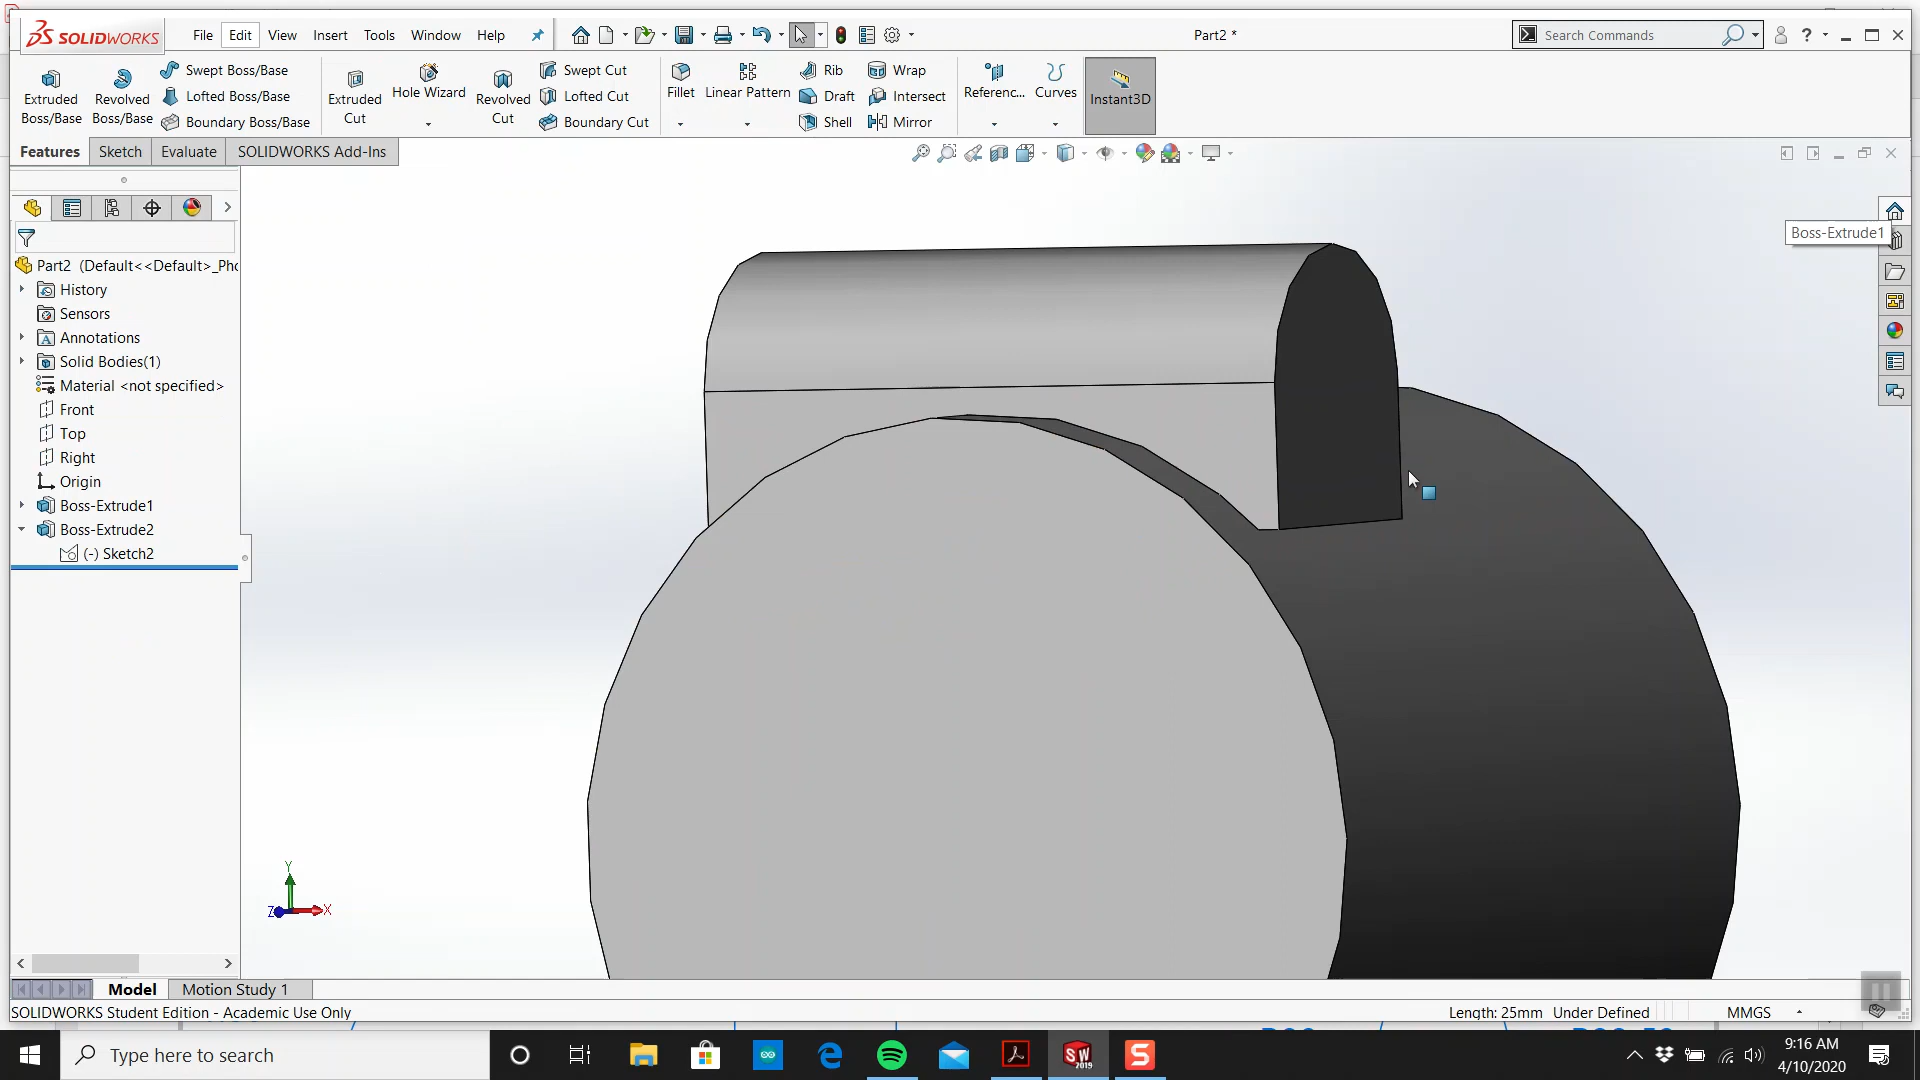 DS SOLIDWORKS
File Edit View Insert Tools Window Help
Part2 *
Search Commands
?
Extruded Boss/Base
Revolved Boss/Base
Swept Boss/Base
Lofted Boss/Base
Boundary Boss/Base
Extruded Cut
Hole Wizard
Revolved Cut
Swept Cut
Lofted Cut
Boundary Cut
Fillet
Linear Pattern
Rib
Draft
Shell
Wrap
Intersect
Mirror
Referenc...
Curves
Instant3D
Features Sketch Evaluate SOLIDWORKS Add-Ins
Boss-Extrude1
Part2 (Default<<Default>_Pho
History
Sensors
Annotations
Solid Bodies(1)
Material <not specified>
Front
Top
Right
Origin
Boss-Extrude1
Boss-Extrude2
(-) Sketch2
Y
Z X
Model Motion Study 1
SOLIDWORKS Student Edition - Academic Use Only
Length: 25mm Under Defined MMGS
Type here to search
SW 2019
S
9:16 AM
4/10/2020